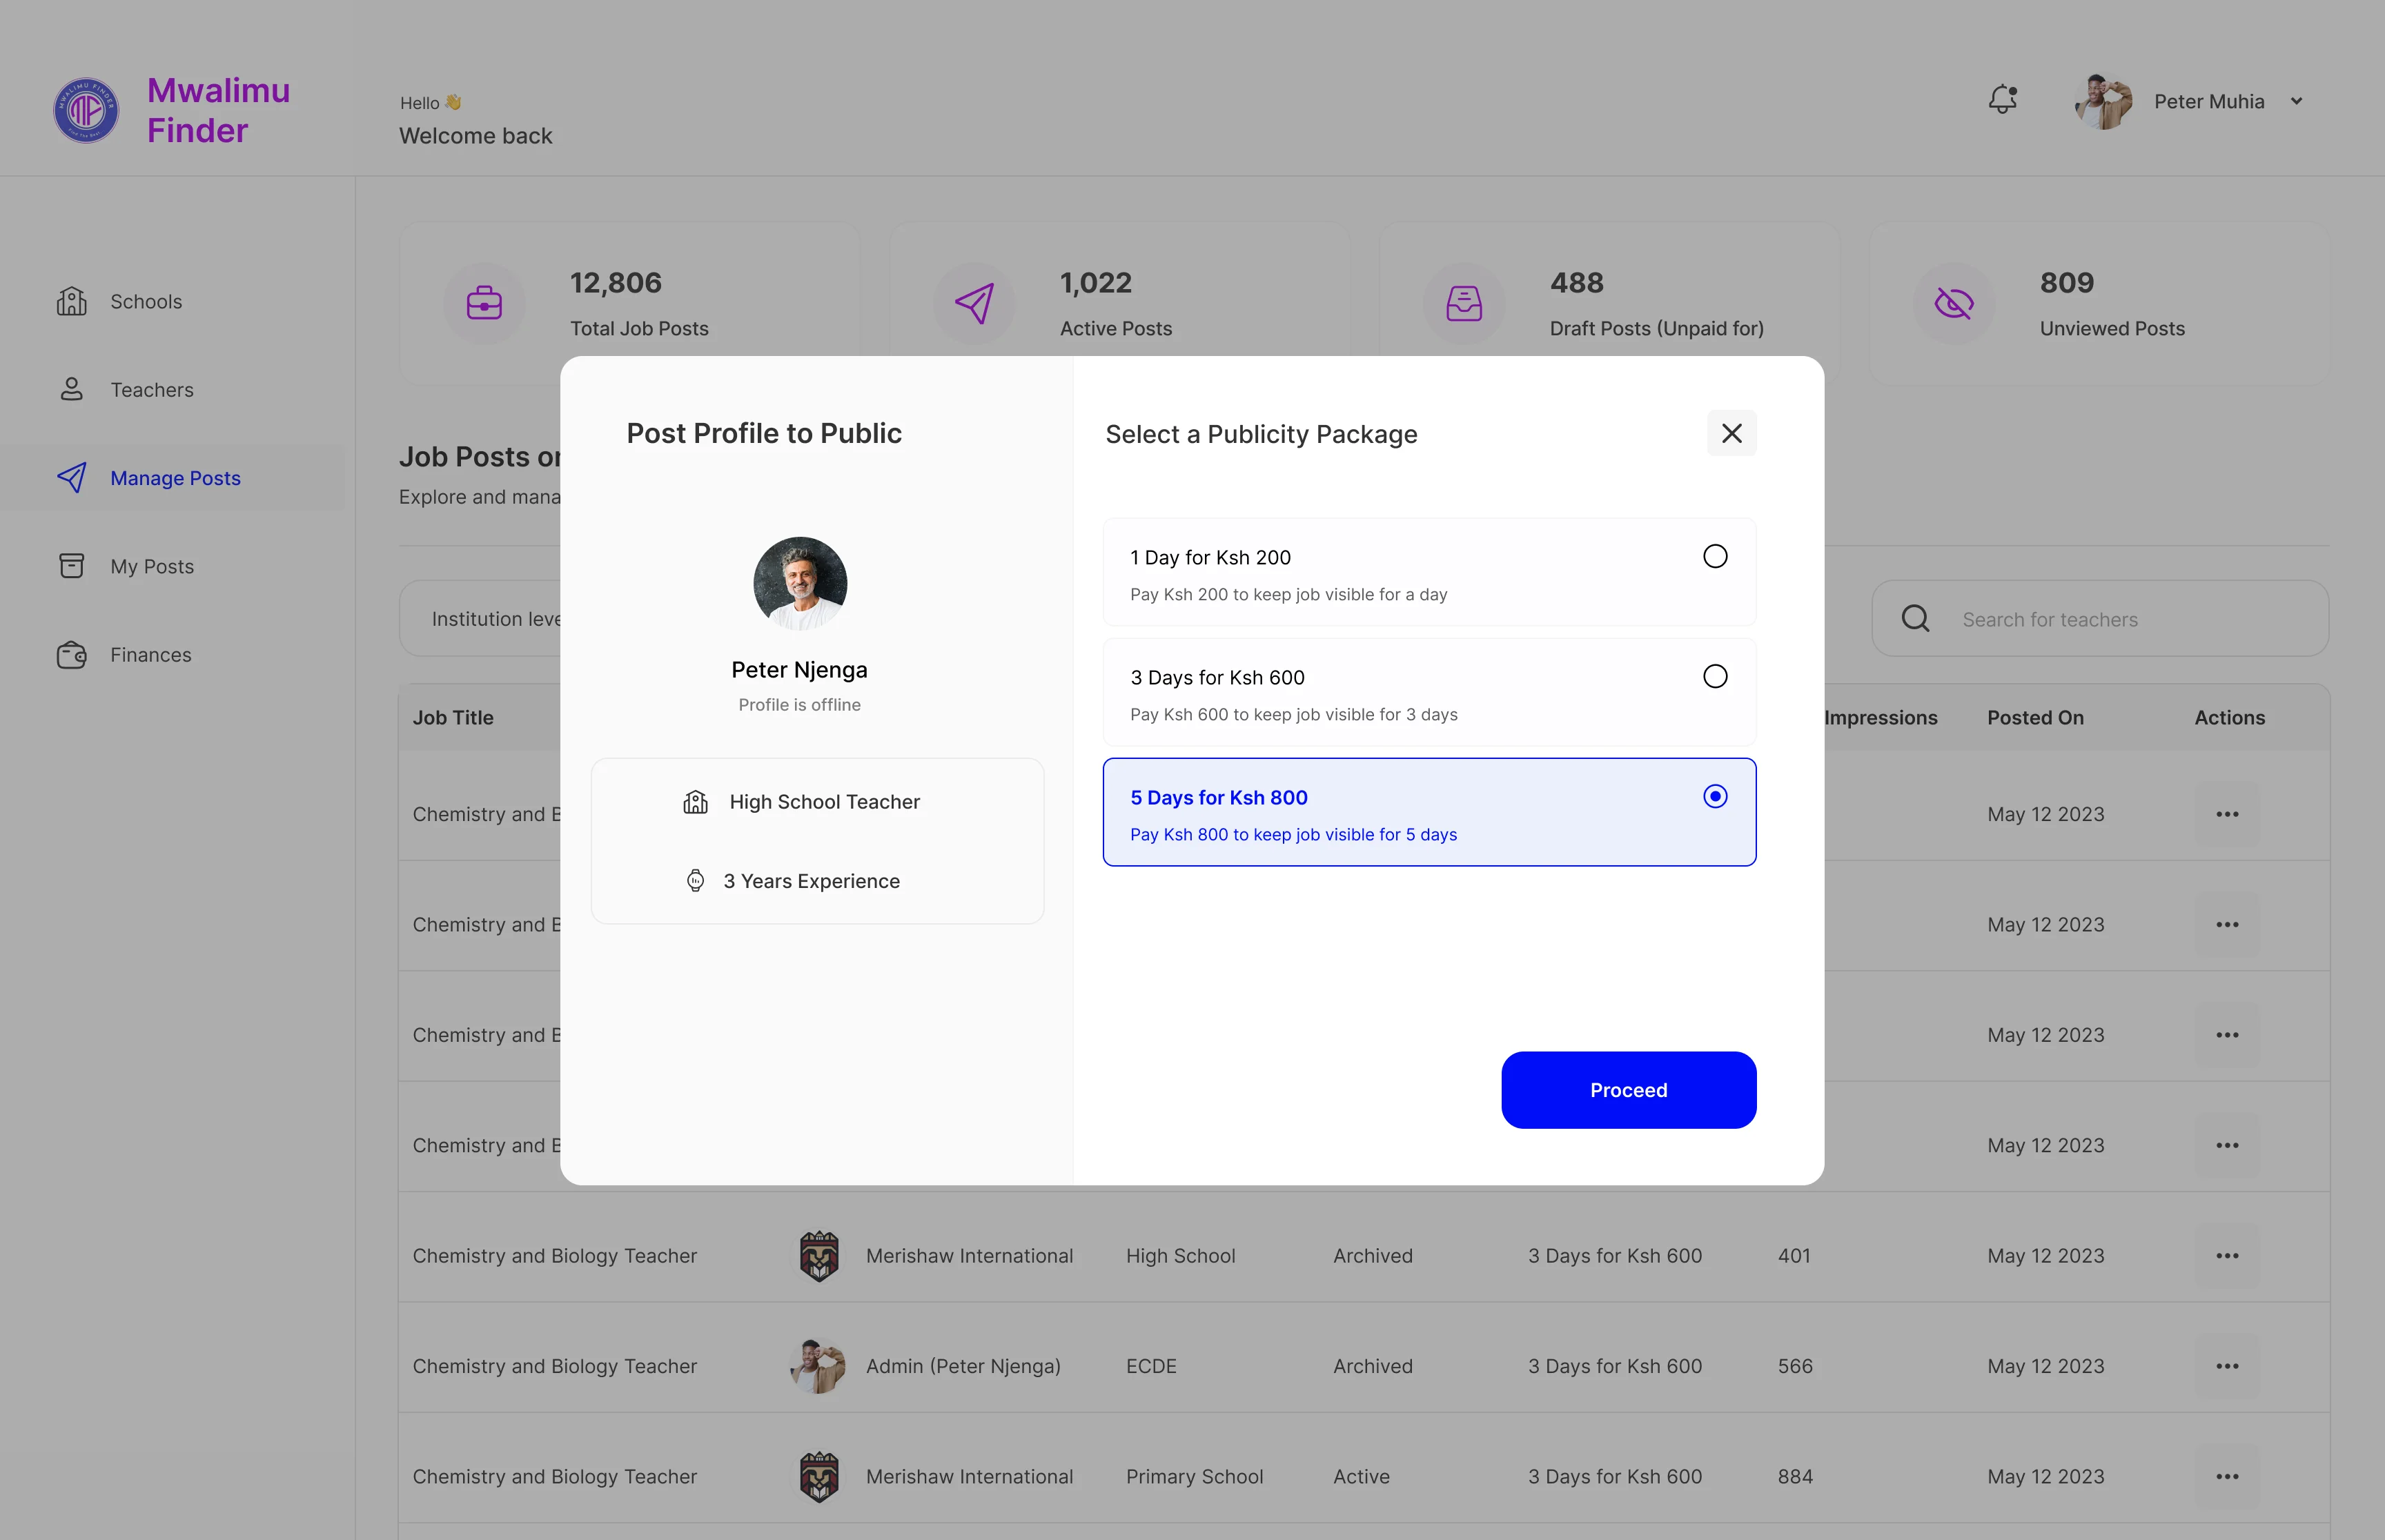 Mwalimu
Finder
MWALIMU FINDER
Hello 👋
Welcome back
Peter Muhia
Schools
Teachers
Manage Posts
My Posts
Finances
12,806
Total Job Posts
1,022
Active Posts
488
Draft Posts (Unpaid for)
809
Unviewed Posts
Job Posts
Explore and
Institution
Search for teachers
Post Profile to Public
Peter Njenga
Profile is offline
High School Teacher
3 Years Experience
Select a Publicity Package
1 Day for Ksh 200
Pay Ksh 200 to keep job visible for a day
3 Days for Ksh 600
Pay Ksh 600 to keep job visible for 3 days
5 Days for Ksh 800
Pay Ksh 800 to keep job visible for 5 days
Proceed
Job Title Impressions Posted On Actions
Chemistry and May 12 2023
Chemistry and May 12 2023
Chemistry and May 12 2023
Chemistry and May 12 2023
Chemistry and Biology Teacher Merishaw International High School Archived 3 Days for Ksh 600 401 May 12 2023
Chemistry and Biology Teacher Admin (Peter Njenga) ECDE Archived 3 Days for Ksh 600 566 May 12 2023
Chemistry and Biology Teacher Merishaw International Primary School Active 3 Days for Ksh 600 884 May 12 2023